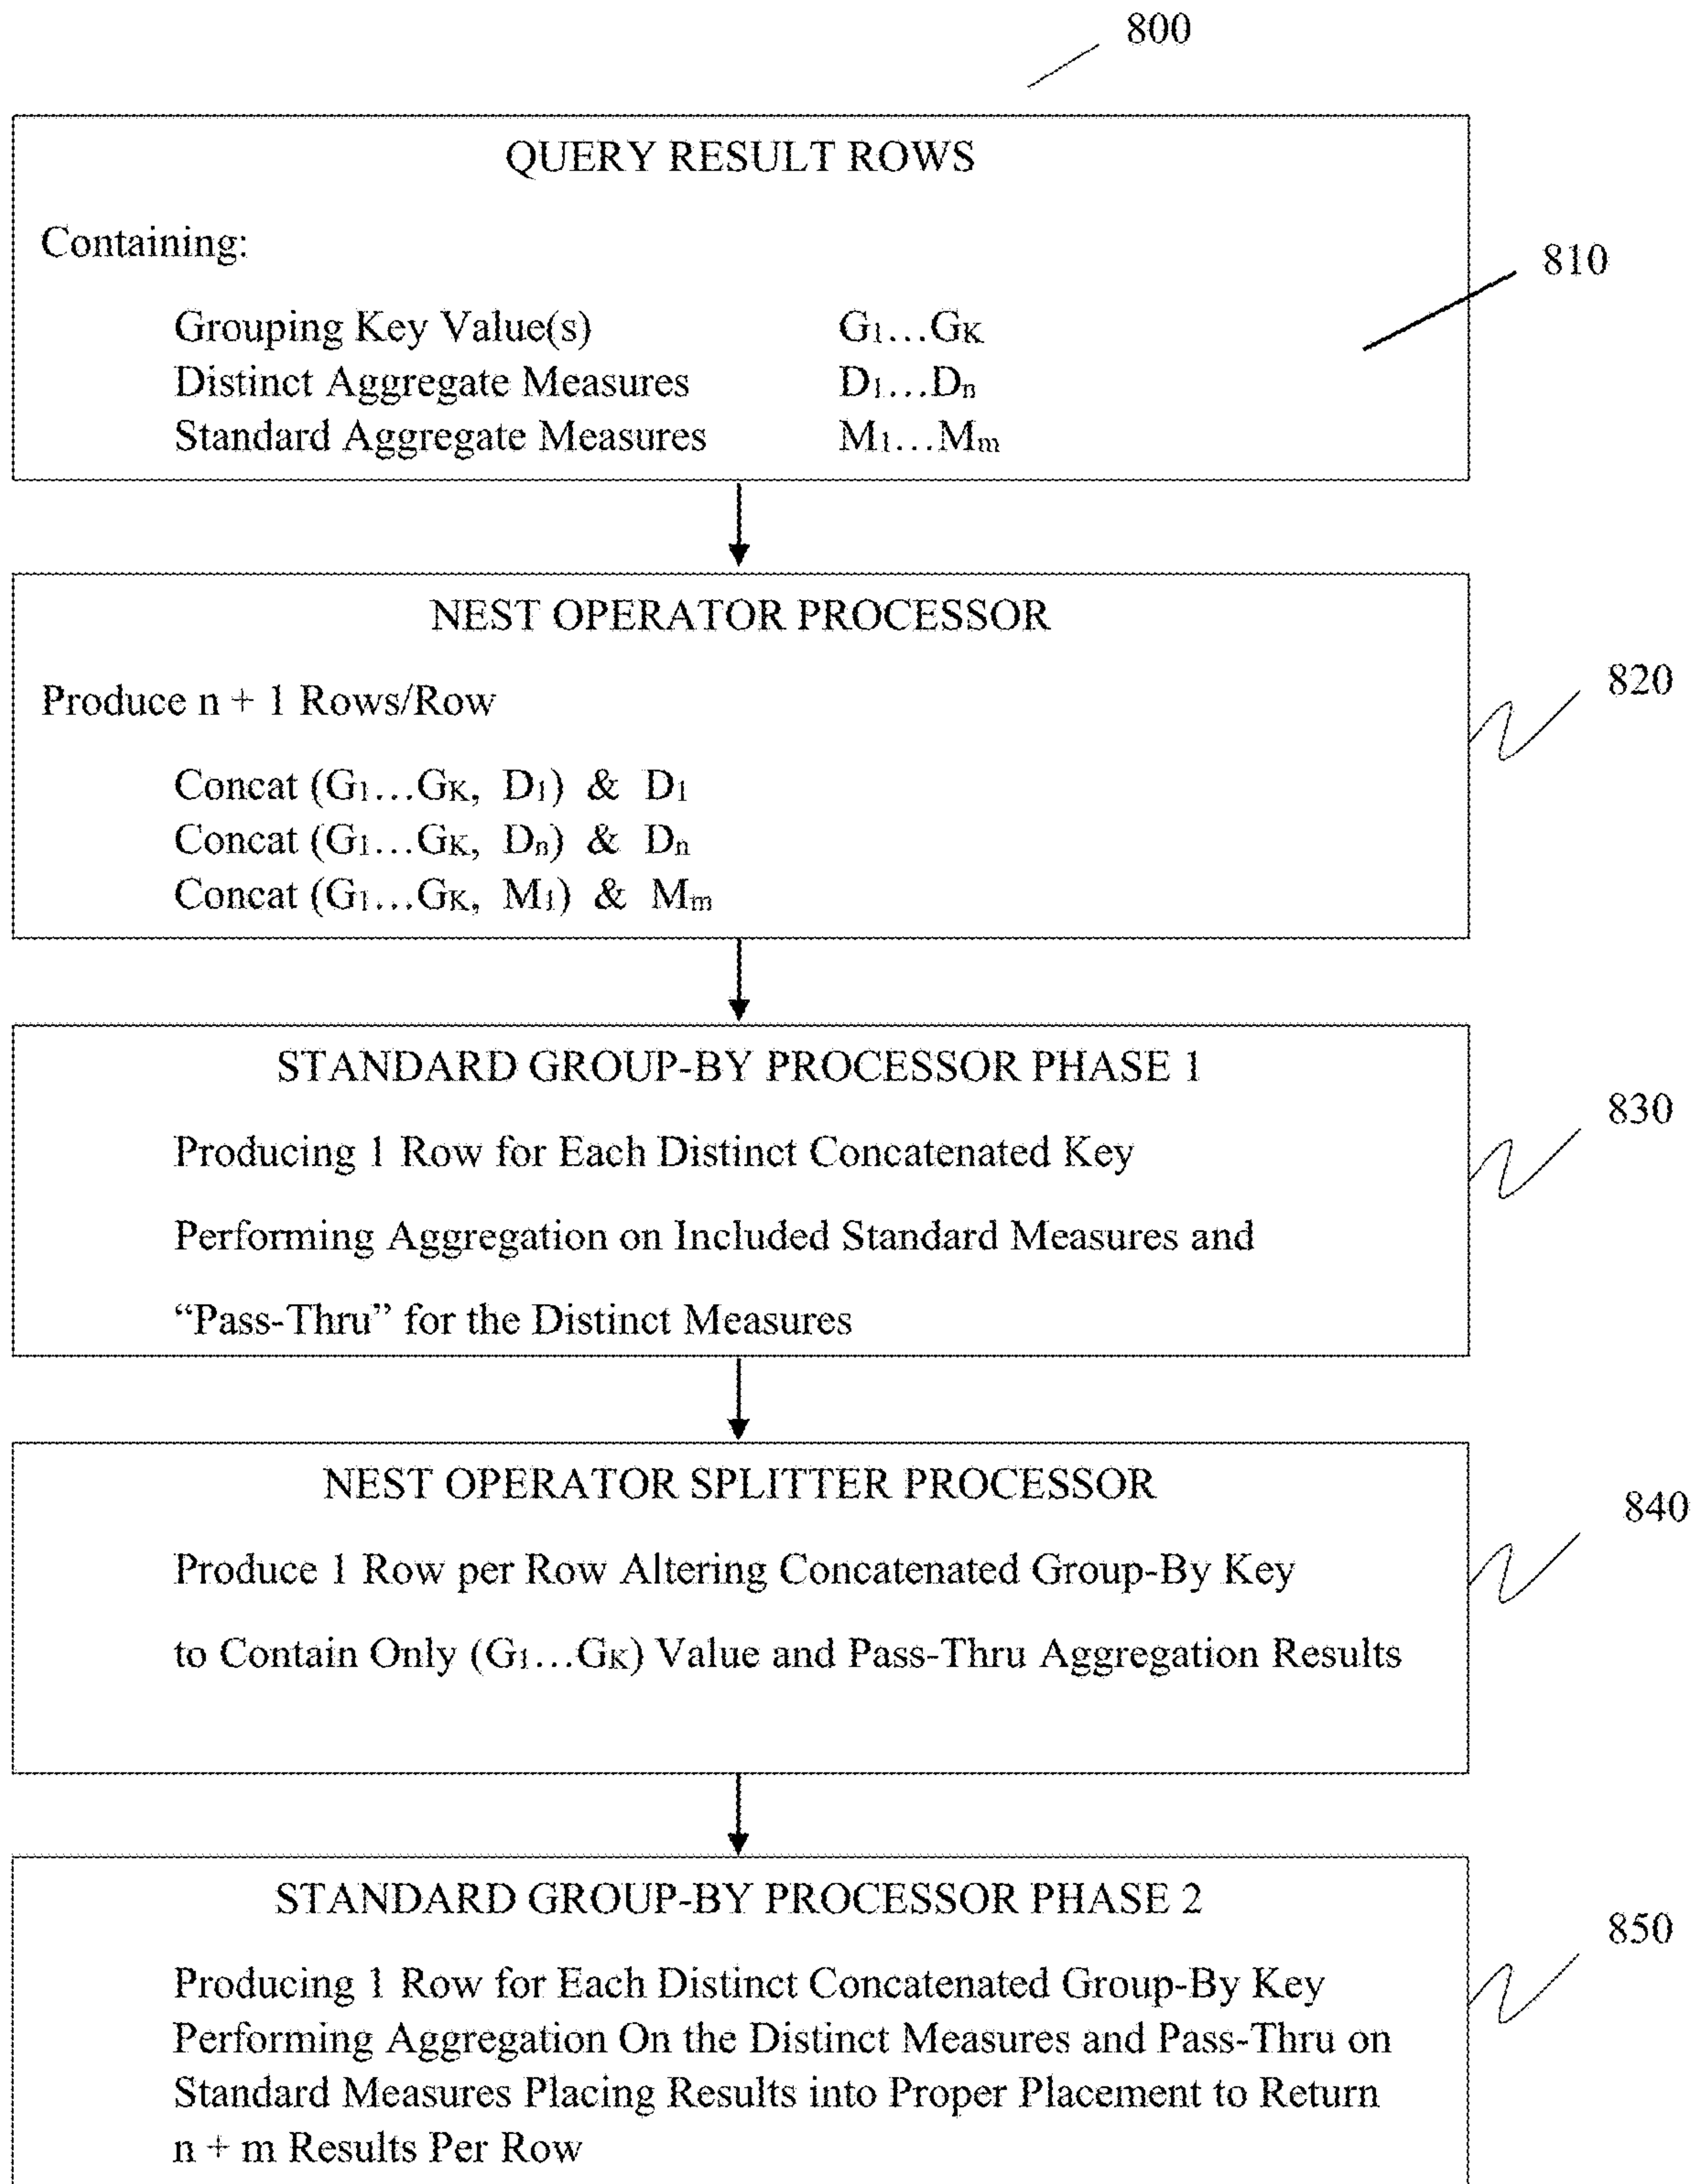 800
QUERY RESULT ROWS
Containing:
810
Grouping Key Value(s) G1...GK
Distinct Aggregate Measures D1...Dn
Standard Aggregate Measures M1...Mm
NEST OPERATOR PROCESSOR
820
Produce n + 1 Rows/Row
Concat (G1...GK, D1) & D1
Concat (G1...GK, Dn) & Dn
Concat (G1...GK, M1) & Mm
STANDARD GROUP-BY PROCESSOR PHASE 1
830
Producing 1 Row for Each Distinct Concatenated Key
Performing Aggregation on Included Standard Measures and
“Pass-Thru” for the Distinct Measures
NEST OPERATOR SPLITTER PROCESSOR
840
Produce 1 Row per Row Altering Concatenated Group-By Key
to Contain Only (G1...GK) Value and Pass-Thru Aggregation Results
STANDARD GROUP-BY PROCESSOR PHASE 2
850
Producing 1 Row for Each Distinct Concatenated Group-By Key
Performing Aggregation On the Distinct Measures and Pass-Thru on
Standard Measures Placing Results into Proper Placement to Return
n + m Results Per Row